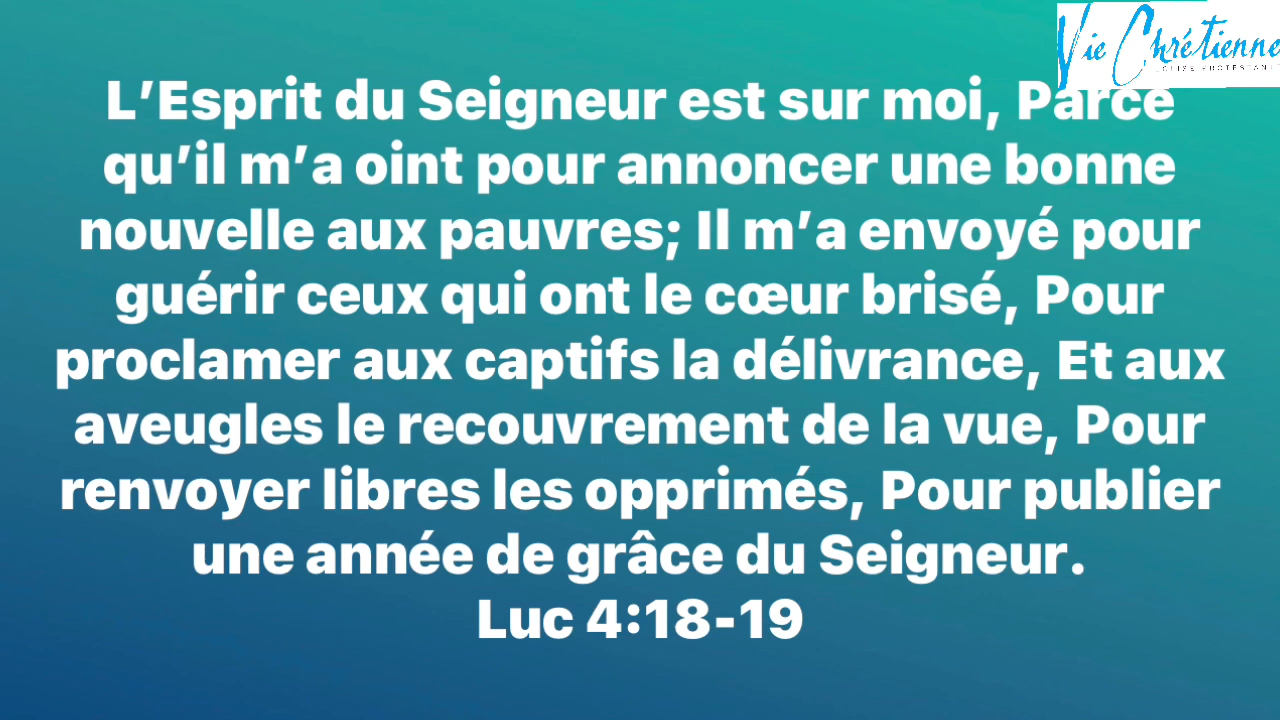 Vie Chrétienne
L’Esprit du Seigneur est sur moi, Parce
qu’il m’a oint pour annoncer une bonne
nouvelle aux pauvres; Il m’a envoyé pour
guérir ceux qui ont le cœur brisé, Pour
proclamer aux captifs la délivrance, Et aux
aveugles le recouvrement de la vue, Pour
renvoyer libres les opprimés, Pour publier
une année de grâce du Seigneur.
Luc 4:18-19